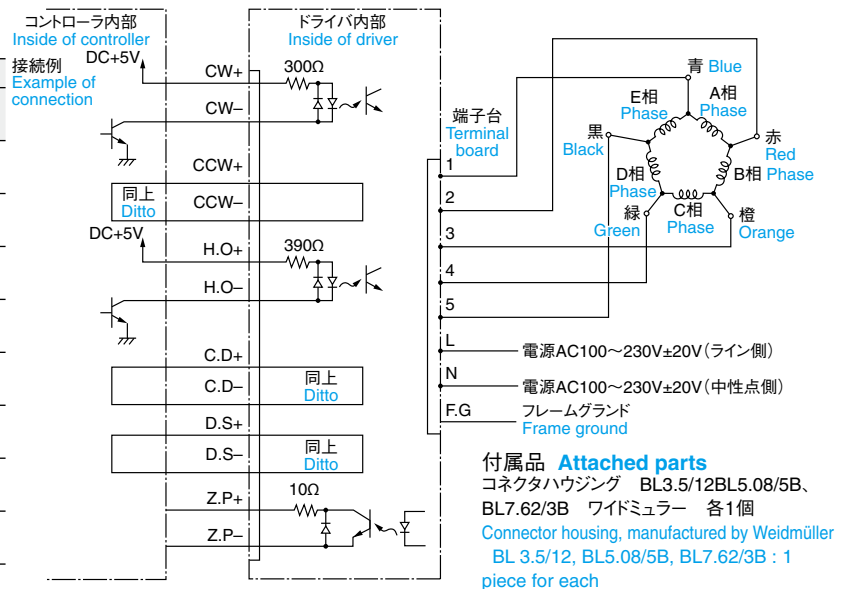 コントローラ内部
Inside of controller
接続例
Example of
connection
DC+5V
同上
Ditto
DC+5V
CW+
CW–
CCW+
CCW–
H.O+
H.O–
C.D+
C.D–
D.S+
D.S–
Z.P+
Z.P–
ドライバ内部
Inside of driver
300Ω
390Ω
同上
Ditto
同上
Ditto
10Ω
端子台
Terminal
board
1
2
3
4
5
L
N
F.G
青 Blue
E相
Phase
A相
Phase
黒
Black
赤
Red
D相
Phase
B相 Phase
緑
Green
C相
Phase
橙
Orange
電源AC100～230V±20V（ライン側）
電源AC100～230V±20V（中性点側）
フレームグランド
Frame ground
付属品 Attached parts
コネクタハウジング BL3.5/12BL5.08/5B、
BL7.62/3B ワイドミュラー 各1個
Connector housing, manufactured by Weidmüller
BL 3.5/12, BL5.08/5B, BL7.62/3B : 1
piece for each